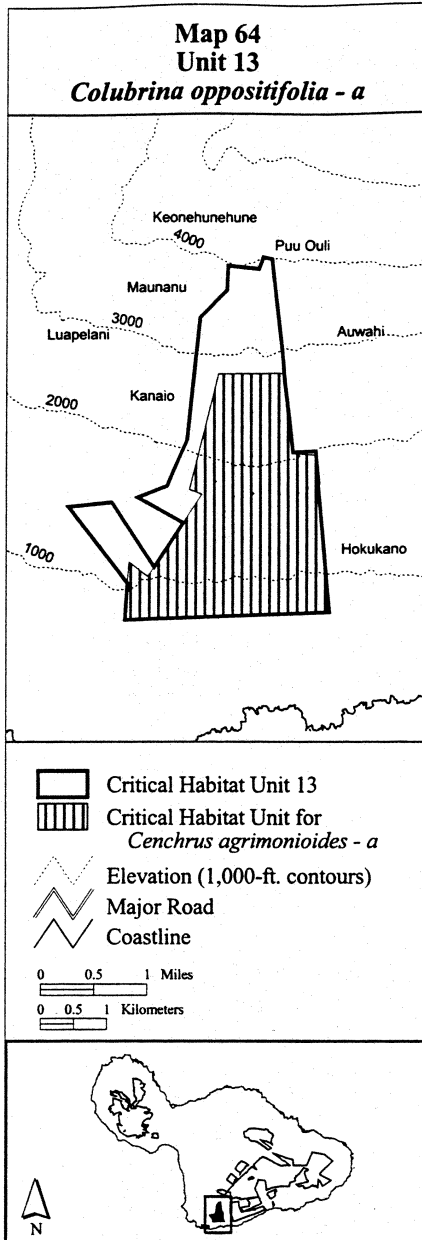 Map 64
Unit 13
Colubrina oppositifolia - a
Keonehunehune
4000
Puu Ouli
Maunanu
3000
Luapelani
Auwahi
2000
Kanaio
1000
Hokukano
Critical Habitat Unit 13
Critical Habitat Unit for
Cenchrus agrimonioides - a
Elevation (1,000-ft. contours)
Major Road
Coastline
0 0.5 1 Miles
0 0.5 1 Kilometers
N